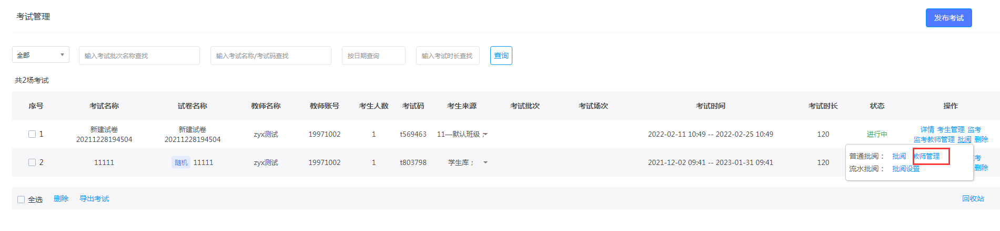 考试管理
发布考试
全部
输入考试批次名称查找
输入考试名称/考试码查找
按日期查询
输入考试时长查找
查询
共2场考试
序号 考试名称 试卷名称 教师名称 教师账号 考生人数 考试码 考生来源 考试批次 考试场次 考试时间 考试时长 状态 操作
1 新建试卷 20211228194504 新建试卷 20211228194504 zyx测试 19971002 1 t569463 11—默认班级； 2022-02-11 10:49 -- 2022-02-25 10:49 120 进行中 详情 考生管理 监考
监考教师管理 批阅 删除
2 11111 随机 11111 zyx测试 19971002 1 t803798 学生库； 2021-12-02 09:41 -- 2023-01-31 09:41 120
考
删除
普通批阅： 批阅 教师管理
流水批阅： 批阅设置
全选 删除 导出考试 回收站